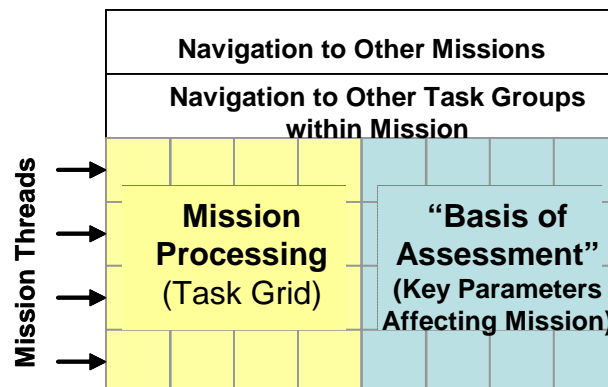 Navigation to Other Missions
Navigation to Other Task Groups
within Mission
Mission Threads
Mission
Processing
(Task Grid)
“Basis of
Assessment”
(Key Parameters
Affecting Mission)